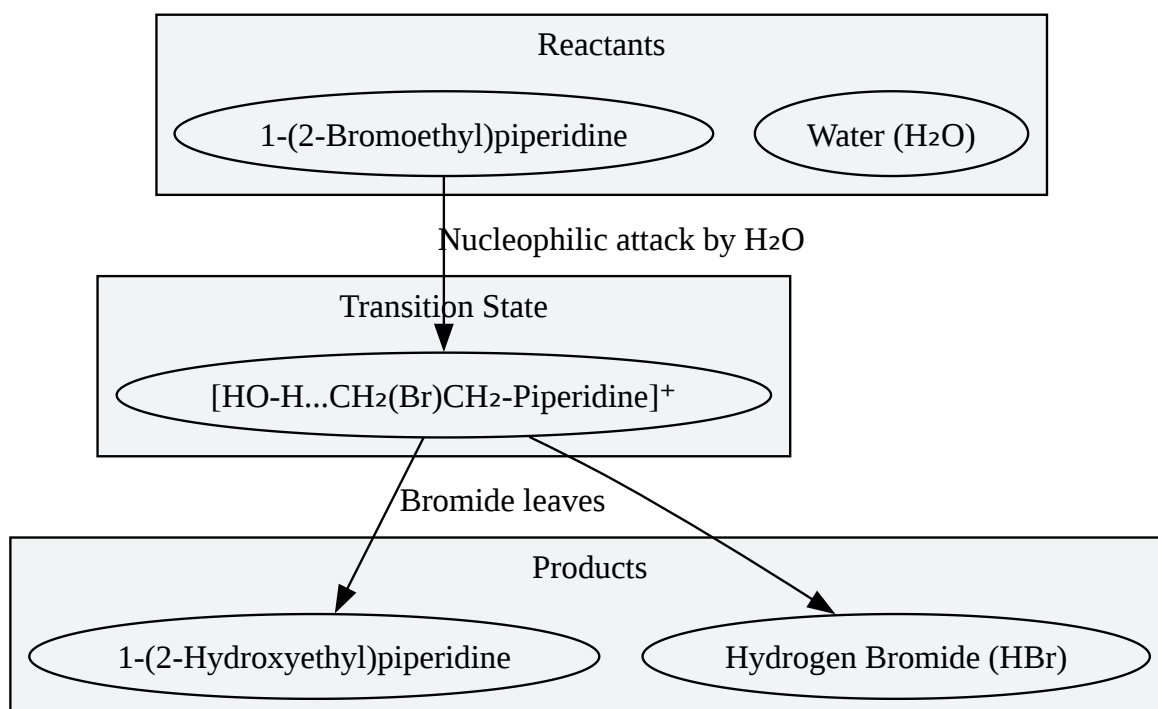 Reactants
1-(2-Bromoethyl)piperidine
Water (H₂O)
Nucleophilic attack by H₂O
Transition State
[HO-H...CH₂(Br)CH₂-Piperidine]⁺
Bromide leaves
Products
1-(2-Hydroxyethyl)piperidine
Hydrogen Bromide (HBr)